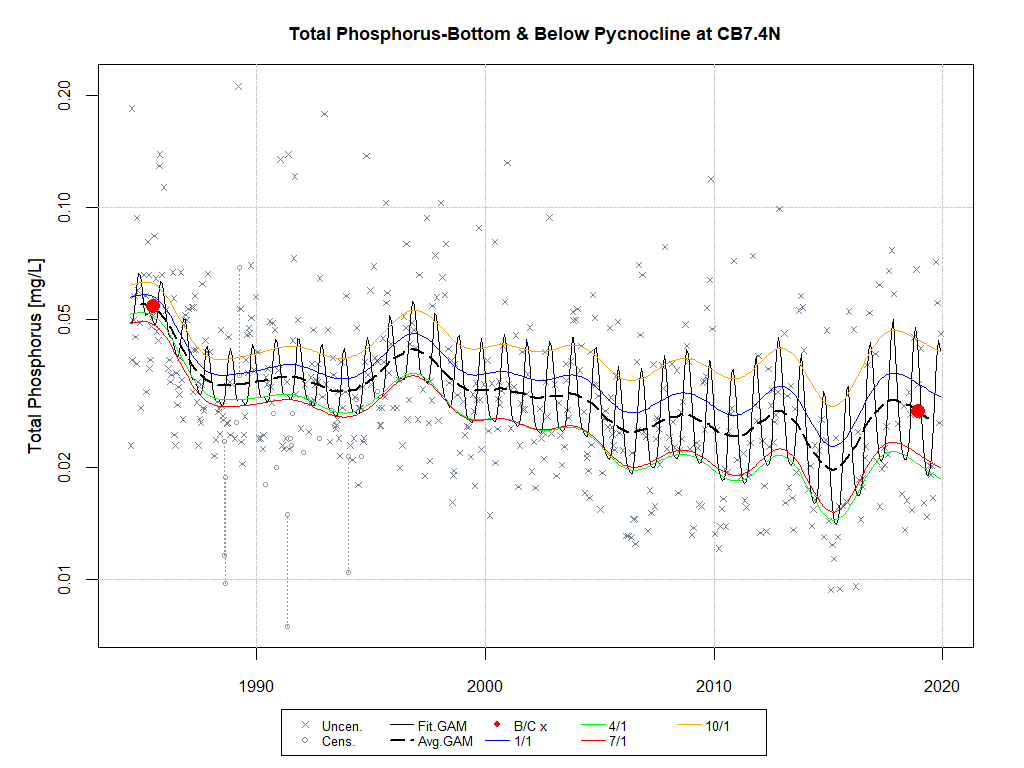 Total Phosphorus-Bottom & Below Pycnocline at CB7.4N
Total Phosphorus [mg/L]
0.20
0.10
0.05
0.02
0.01
1990 2000 2010 2020
Uncen. Fit.GAM B/C x 4/1 10/1
Cens. Avg.GAM 1/1 7/1